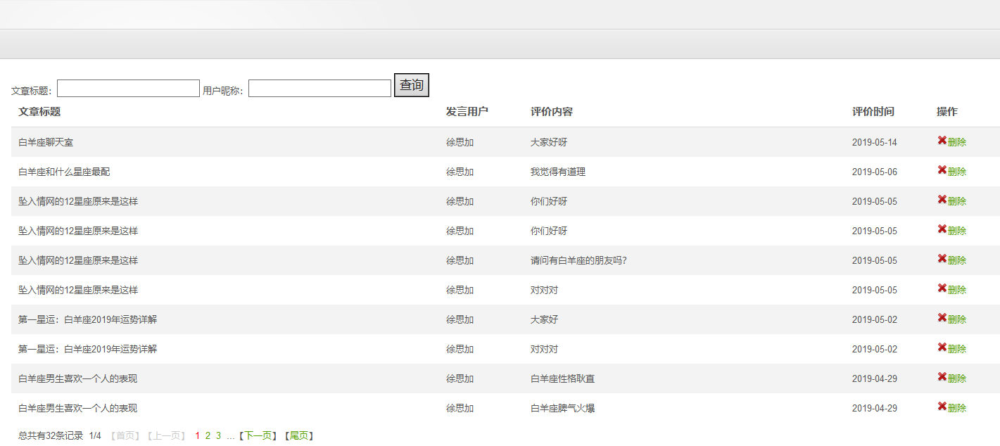 文章标题: 用户昵称: 查询
文章标题 发言用户 评价内容 评价时间 操作
白羊座聊天室 徐思加 大家好呀 2019-05-14 删除
白羊座和什么星座最配 徐思加 我觉得有道理 2019-05-06 删除
坠入情网的12星座原来是这样 徐思加 你们好呀 2019-05-05 删除
坠入情网的12星座原来是这样 徐思加 你们好呀 2019-05-05 删除
坠入情网的12星座原来是这样 徐思加 请问有白羊座的朋友吗? 2019-05-05 删除
坠入情网的12星座原来是这样 徐思加 对对对 2019-05-05 删除
第一星运：白羊座2019年运势详解 徐思加 大家好 2019-05-02 删除
第一星运：白羊座2019年运势详解 徐思加 对对对 2019-05-02 删除
白羊座男生喜欢一个人的表现 徐思加 白羊座性格耿直 2019-04-29 删除
白羊座男生喜欢一个人的表现 徐思加 白羊座脾气火爆 2019-04-29 删除
总共有32条记录 1/4 【首页】【上一页】 1 2 3 ...【下一页】【尾页】